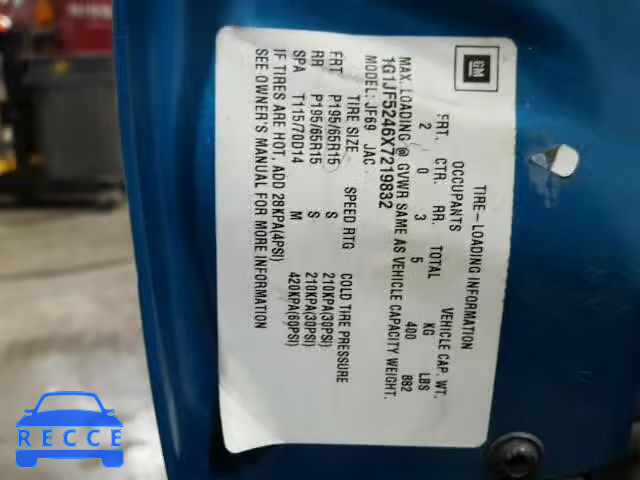 GM
TIRE-LOADING INFORMATION
OCCUPANTS VEHICLE CAP. WT.
FRT. CTR. RR. TOTAL KG LBS
2 0 3 5 400 882
MAX. LOADING @ GVWR SAME AS VEHICLE CAPACITY WEIGHT.
1G1JF5246X7219832
MODEL: JF69 JAC
TIRE SIZE SPEED RTG COLD TIRE PRESSURE
FRT P195/65R15 S 210KPA(30PSI)
RR P195/65R15 S 210KPA(30PSI)
SPA T115/70D14 M 420KPA(60PSI)
IF TIRES ARE HOT, ADD 28KPA(4PSI)
SEE OWNER'S MANUAL FOR MORE INFORMATION
RECCE